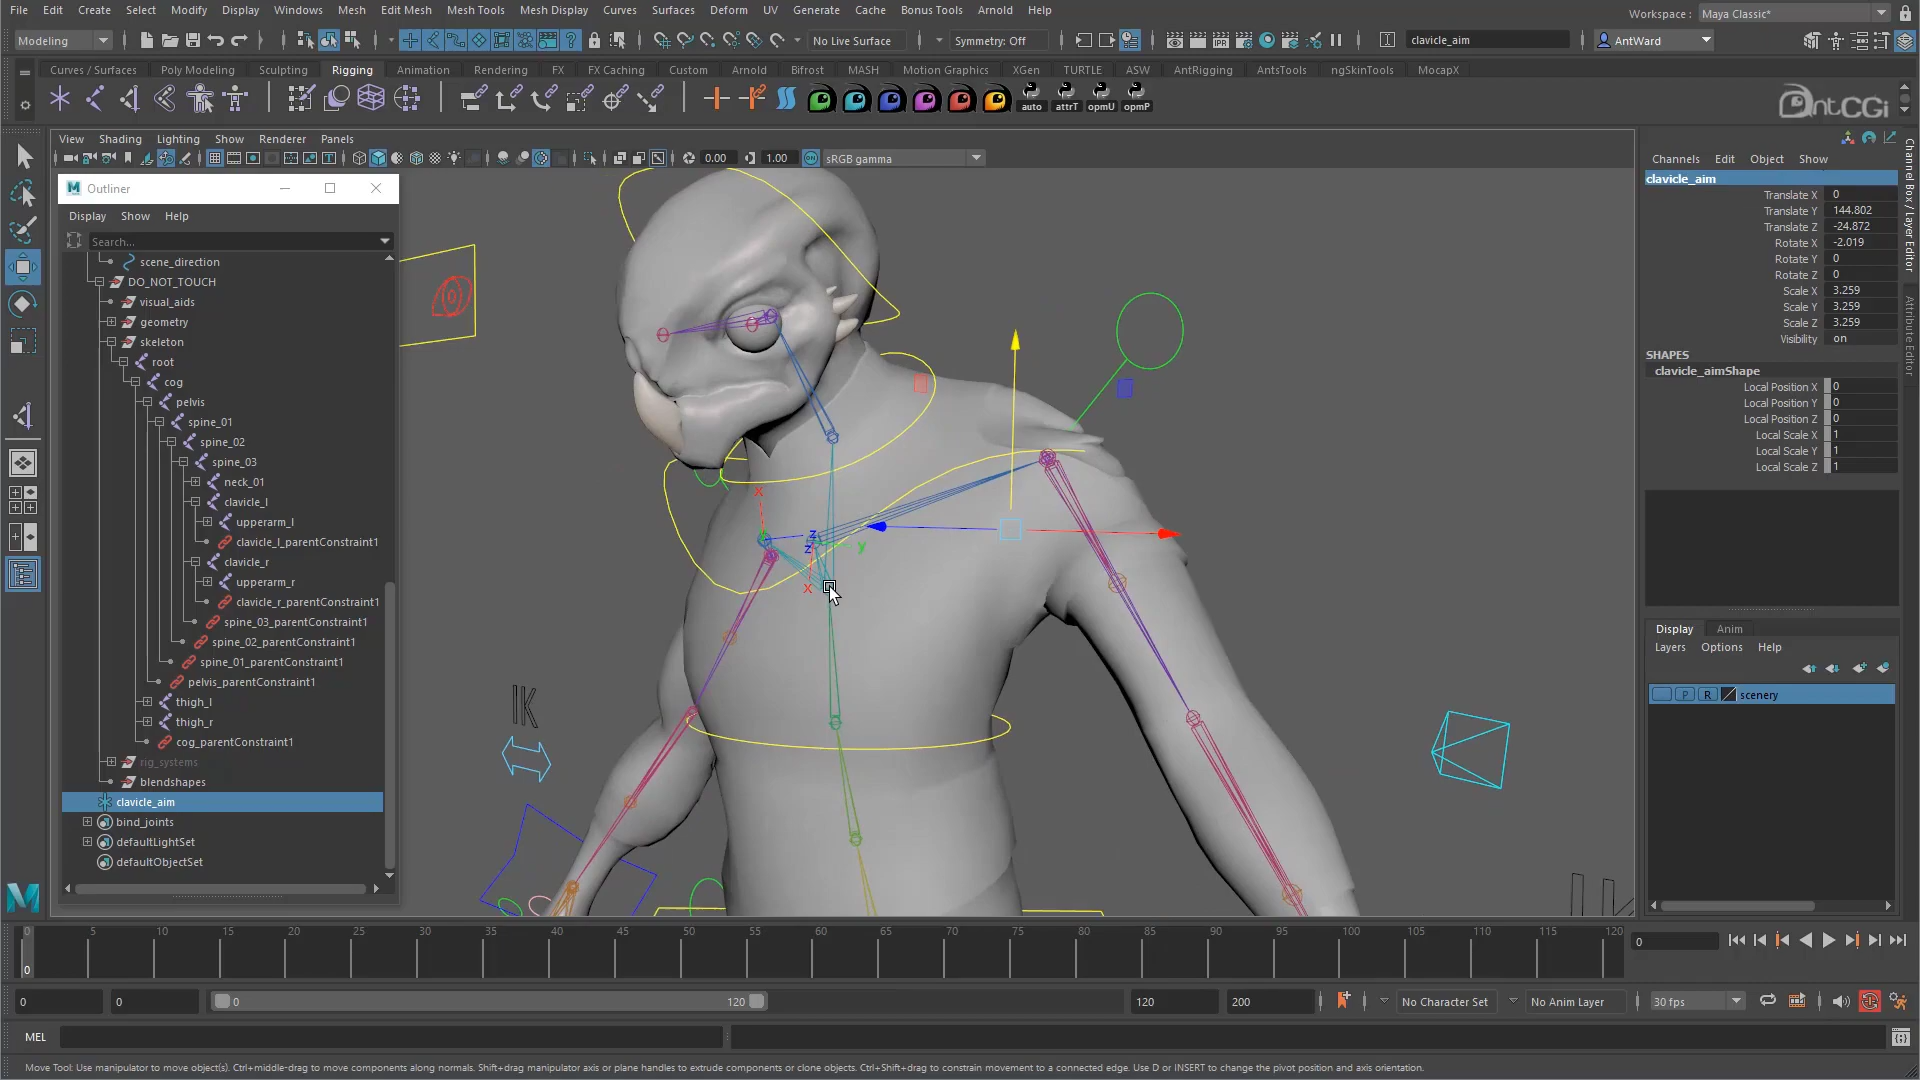 File Edit Create Select Modify Display Windows Mesh Edit Mesh Mesh Tools Mesh Display Curves Surfaces Deform UV Generate Cache Bonus Tools Arnold Help
Workspace : Maya Classic*
Modeling No Live Surface Symmetry: Off IPR clavicle_aim AntWard
Curves / Surfaces Poly Modeling Sculpting Rigging Animation Rendering FX FX Caching Custom Arnold Bifrost MASH Motion Graphics XGen TURTLE ASW AntRigging AntsTools ngSkinTools MocapX
auto attrT opmU opmP
AntCGi
View Shading Lighting Show Renderer Panels
0.00 1.00 ON sRGB gamma
Outliner
Display Show Help
Search...
scene_direction
DO_NOT_TOUCH
visual_aids
geometry
skeleton
root
cog
pelvis
spine_01
spine_02
spine_03
neck_01
clavicle_l
upperarm_l
clavicle_l_parentConstraint1
clavicle_r
upperarm_r
clavicle_r_parentConstraint1
spine_03_parentConstraint1
spine_02_parentConstraint1
spine_01_parentConstraint1
pelvis_parentConstraint1
thigh_l
thigh_r
cog_parentConstraint1
rig_systems
blendshapes
clavicle_aim
bind_joints
defaultLightSet
defaultObjectSet
x
y
z
z
y
x
IK
Channels Edit Object Show
clavicle_aim
Translate X 0
Translate Y 144.802
Translate Z -24.872
Rotate X -2.019
Rotate Y 0
Rotate Z 0
Scale X 3.259
Scale Y 3.259
Scale Z 3.259
Visibility on
SHAPES
clavicle_aimShape
Local Position X 0
Local Position Y 0
Local Position Z 0
Local Scale X 1
Local Scale Y 1
Local Scale Z 1
Display Anim
Layers Options Help
P R scenery
Channel Box / Layer Editor
Attribute Editor
0 5 10 15 20 25 30 35 40 45 50 55 60 65 70 75 80 85 90 95 100 105 110 115 120
0
0
0 0 0 120 120 200 No Character Set No Anim Layer 30 fps
MEL
Move Tool: Use manipulator to move object(s). Ctrl+middle-drag to move components along normals. Shift+drag manipulator axis or plane handles to extrude components or clone objects. Ctrl+Shift+drag to constrain movement to a connected edge. Use D or INSERT to change the pivot position and axis orientation.